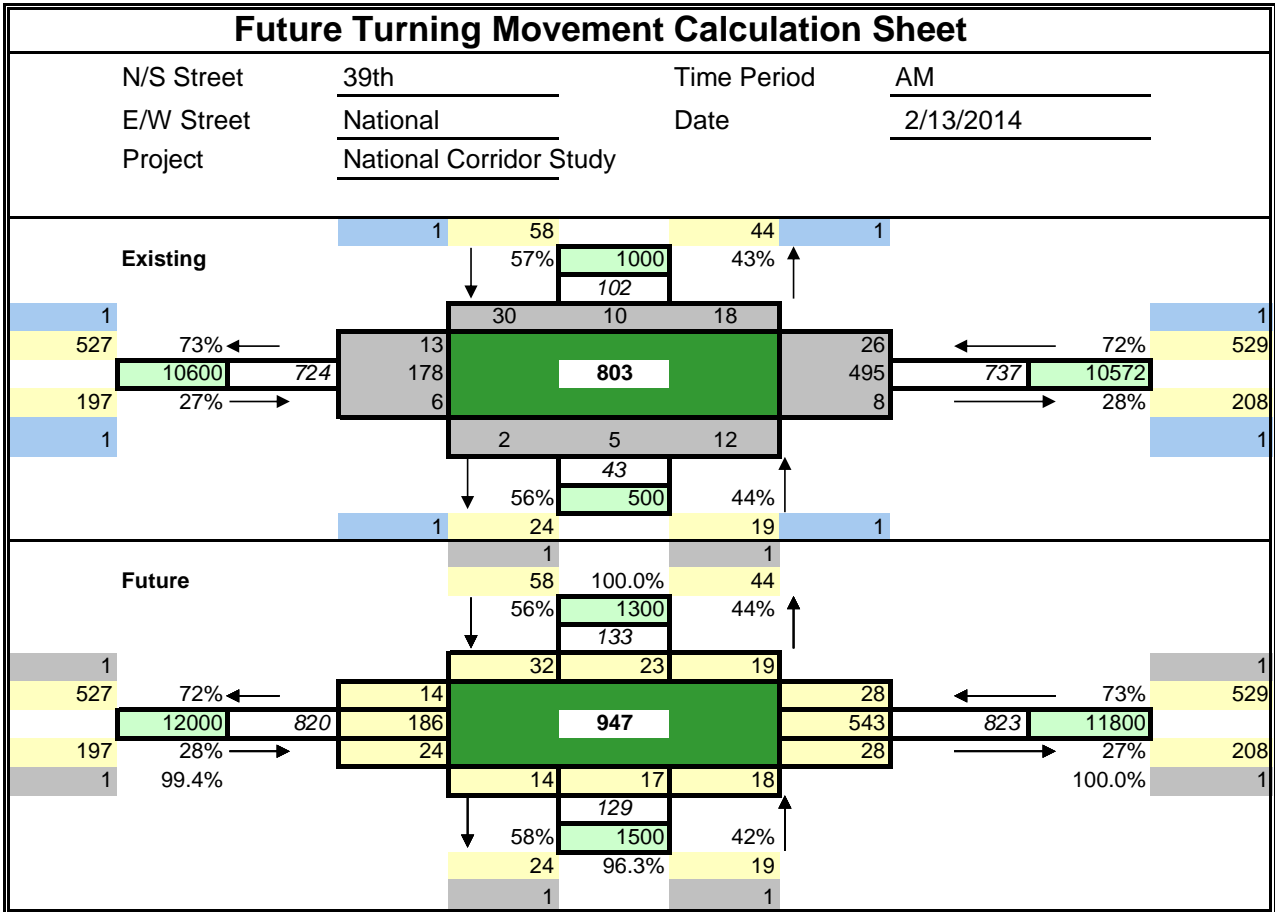 Future Turning Movement Calculation Sheet
N/S Street 39th Time Period AM
E/W Street National Date 2/13/2014
Project National Corridor Study
1 58 44 1
Existing 57% 1000 43%
102
1 30 10 18 1
527 73% 13 26 72% 529
10600 724 178 803 495 737 10572
197 27% 6 8 28% 208
1 2 5 12 1
43
56% 500 44%
1 24 19 1
1 1
Future 58 100.0% 44
56% 1300 44%
133
1 32 23 19 1
527 72% 14 28 73% 529
12000 820 186 947 543 823 11800
197 28% 24 28 27% 208
1 99.4% 14 17 18 100.0% 1
129
58% 1500 42%
24 96.3% 19
1 1